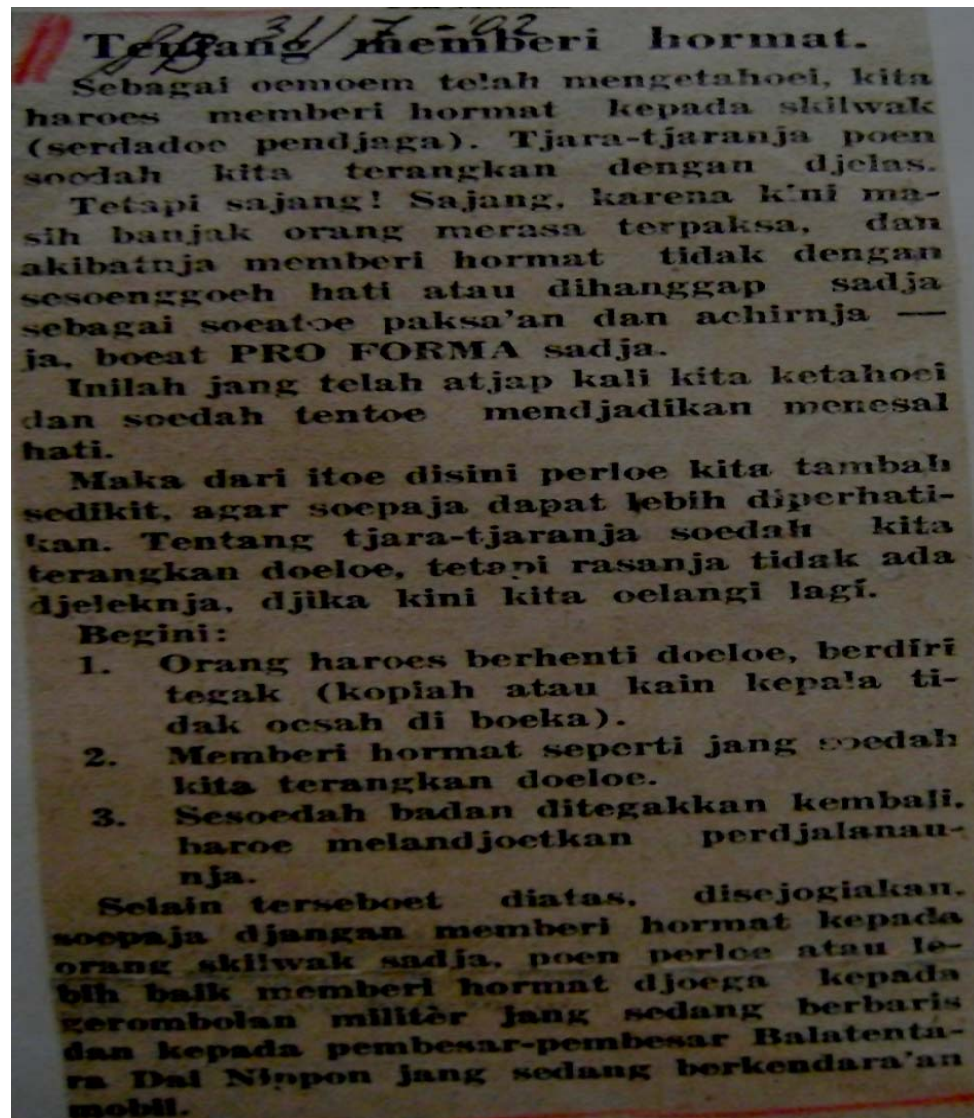 31/7-'02
Tentang memberi hormat.
Sebagai oemoem telah mengetahoei, kita
haroes memberi hormat kepada skilwak
(serdadoe pendjaga). Tjara-tjaranja poen
soedah kita terangkan dengan djelas.
Tetapi sajang! Sajang, karena kini ma-
sih banjak orang merasa terpaksa, dan
akibatnja memberi hormat tidak dengan
sesoenggoeh hati atau dihanggap sadja
sebagai soeatoe paksa'an dan achirnja —
ja, boeat PRO FORMA sadja.
Inilah jang telah atjap kali kita ketahoei
dan soedah tentoe mendjadikan menesal
hati.
Maka dari itoe disini perloe kita tambah
sedikit, agar soepaja dapat lebih diperhati-
kan. Tentang tjara-tjaranja soedah kita
terangkan doeloe, tetapi rasanja tidak ada
djeleknja, djika kini kita oelangi lagi.
Begini:
1. Orang haroes berhenti doeloe, berdiri
tegak (kopiah atau kain kepala ti-
dak oesah di boeka).
2. Memberi hormat seperti jang soedah
kita terangkan doeloe.
3. Sesoedah badan ditegakkan kembali,
haroe melandjoetkan perdjalanan-
nja.
Selain terseboet diatas, disejogiakan,
soepaja djangan memberi hormat kepada
orang skilwak sadja, poen perloe atau le-
bih baik memberi hormat djoega kepada
gerombolan militèr jang sedang berbaris
dan kepada pembesar-pembesar Balatenta-
ra Dai Nippon jang sedang berkendara'an
mobil.